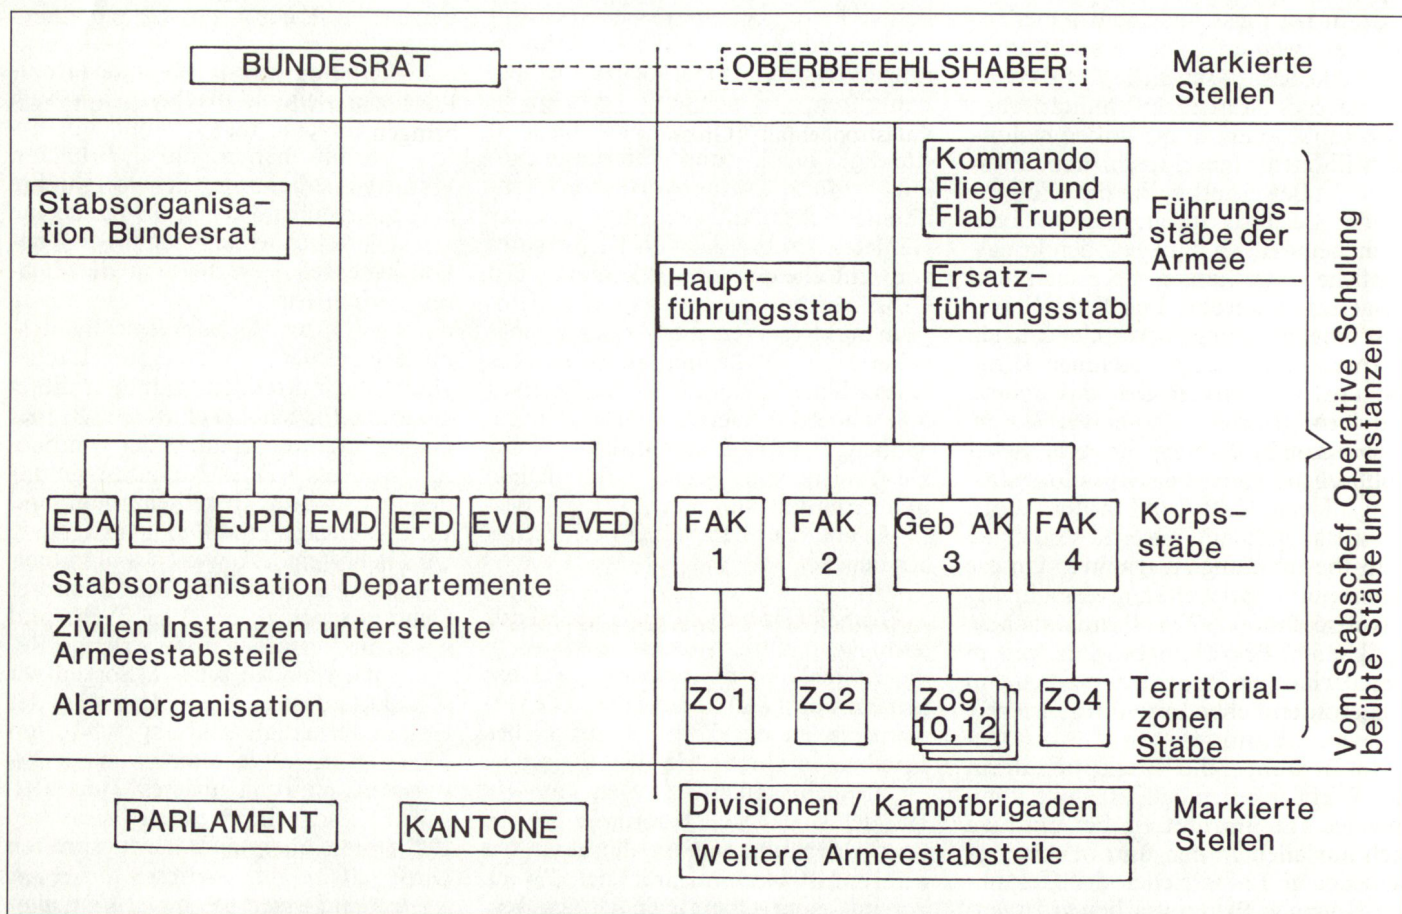 BUNDESRAT
OBERBEFEHLSHABER
Markierte
Stellen
Stabsorganisa-
tion Bundesrat
Kommando
Flieger und
Flab Truppen
Führungs-
stäbe der
Armee
Haupt-
führungsstab
Ersatz-
führungsstab
EDA EDI EJPD EMD EFD EVD EVED
Stabsorganisation Departemente
Zivilen Instanzen unterstellte
Armeestabsteile
Alarmorganisation
FAK
1
FAK
2
Geb AK
3
FAK
4
Korps-
stäbe
Zo1
Zo2
Zo9
10,12
Zo4
Territorial-
zonen
Stäbe
Vom Stabschef Operative Schulung
beübte Stäbe und Instanzen
PARLAMENT
KANTONE
Divisionen / Kampfbrigaden
Weitere Armeestabsteile
Markierte
Stellen